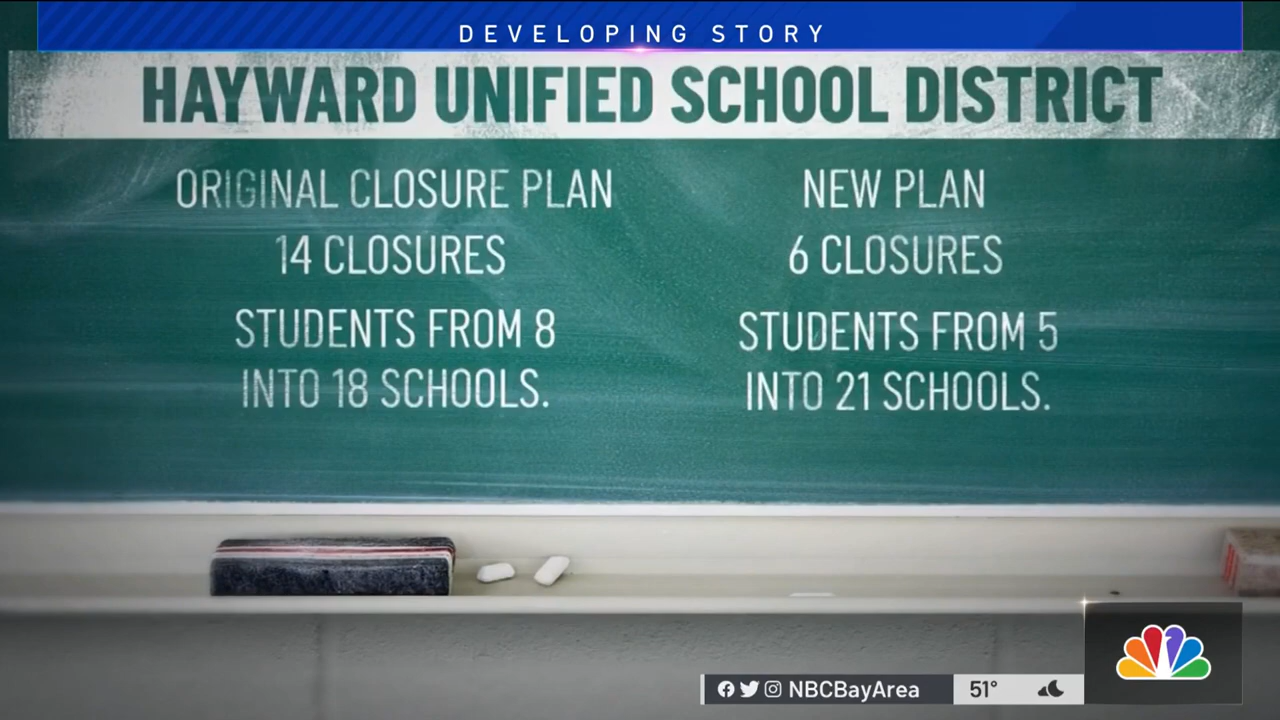 DEVELOPING STORY
HAYWARD UNIFIED SCHOOL DISTRICT
ORIGINAL CLOSURE PLAN
14 CLOSURES
STUDENTS FROM 8
INTO 18 SCHOOLS.
NEW PLAN
6 CLOSURES
STUDENTS FROM 5
INTO 21 SCHOOLS.
NBCBayArea
51°